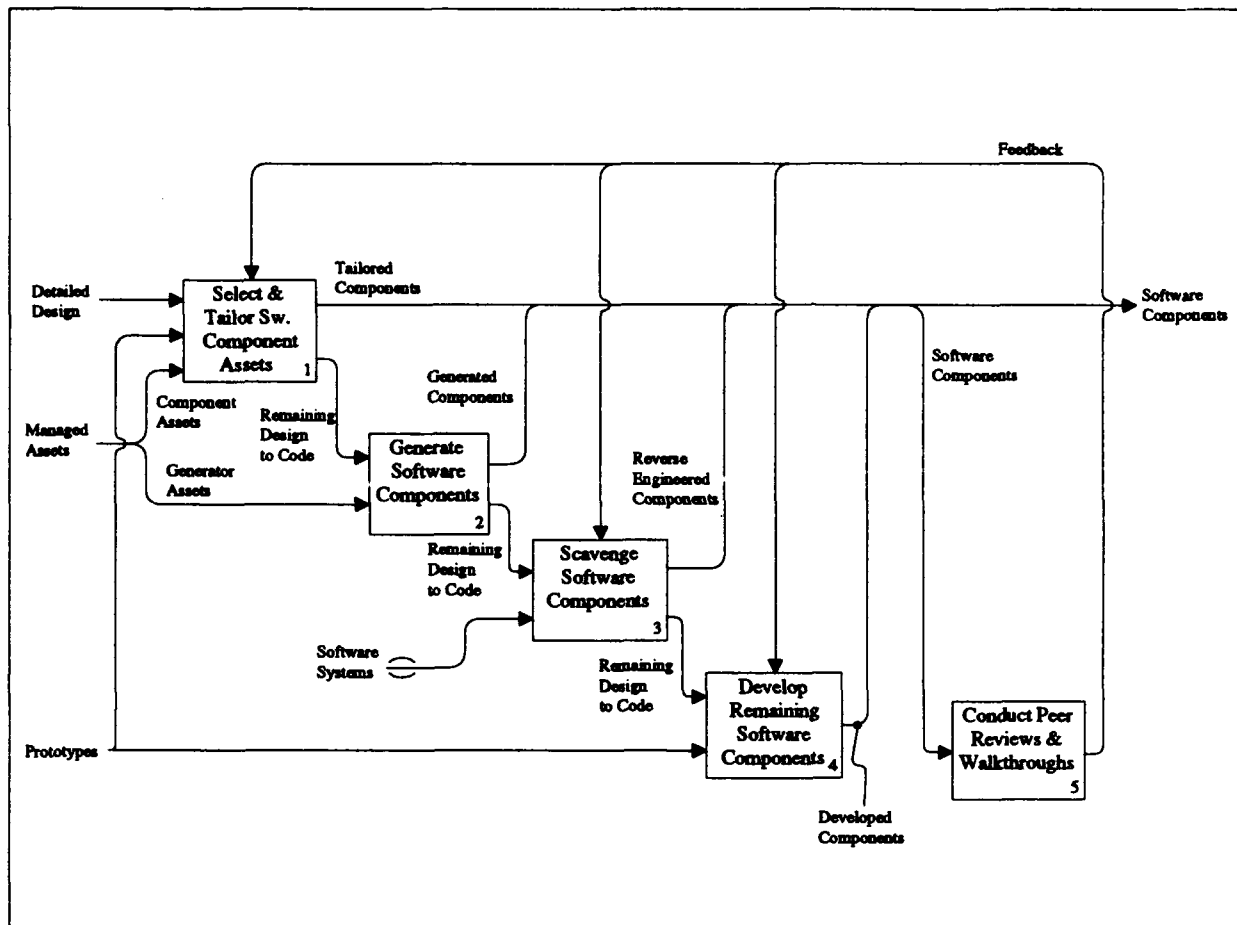 Feedback
Detailed
Design
Select &
Tailor Sw.
Component
Assets
1
Tailored
Components
Software
Components
Managed
Assets
Component
Assets
Generator
Assets
Remaining
Design
to Code
Generated
Components
Software
Components
Generate
Software
Components
2
Reverse
Engineered
Components
Remaining
Design
to Code
Scavenge
Software
Components
3
Software
Systems
Remaining
Design
to Code
Develop
Remaining
Software
Components
4
Conduct Peer
Reviews &
Walkthroughs
5
Prototypes
Developed
Components